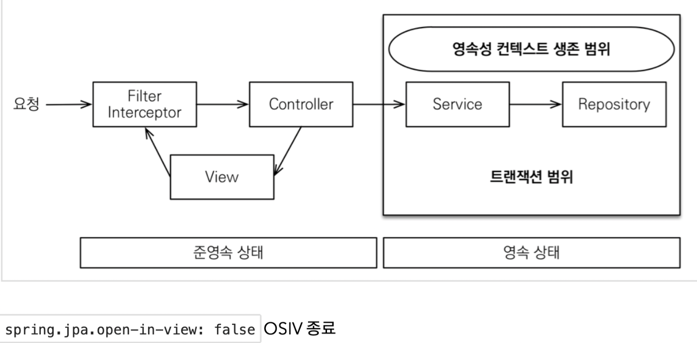 영속성 컨텍스트 생존 범위
요청
Filter
Interceptor
Controller
Service
Repository
View
트랜잭션 범위
준영속 상태
영속 상태
spring.jpa.open-in-view: false OSIV 종료